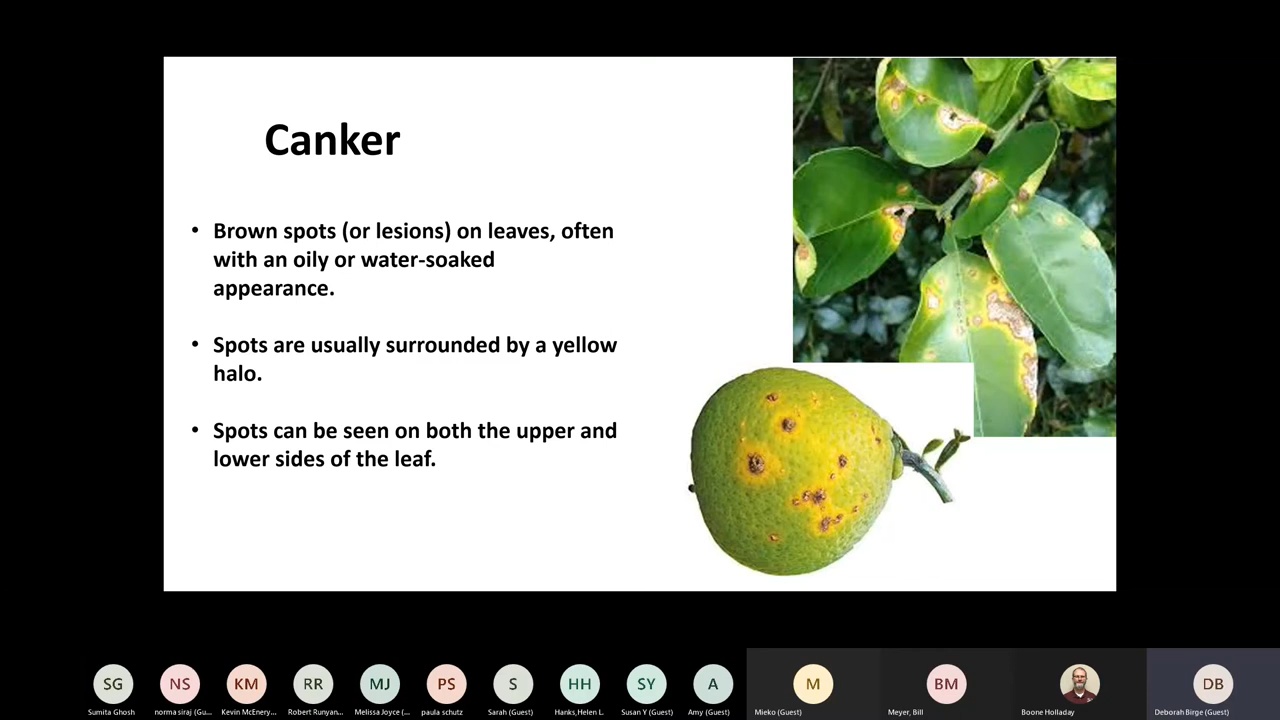 Canker
• Brown spots (or lesions) on leaves, often
with an oily or water-soaked
appearance.
• Spots are usually surrounded by a yellow
halo.
• Spots can be seen on both the upper and
lower sides of the leaf.
SG NS KM RR MJ PS S HH SY A M BM DB
Sumita Ghosh norma siraj (Gu... Kevin McEnery... Robert Runyan... Melissa Joyce (... paula schutz Sarah (Guest) Hanks,Helen L. Susan Y (Guest) Amy (Guest) Mieko (Guest) Meyer, Bill Boone Holladay Deborah Birge (Guest)